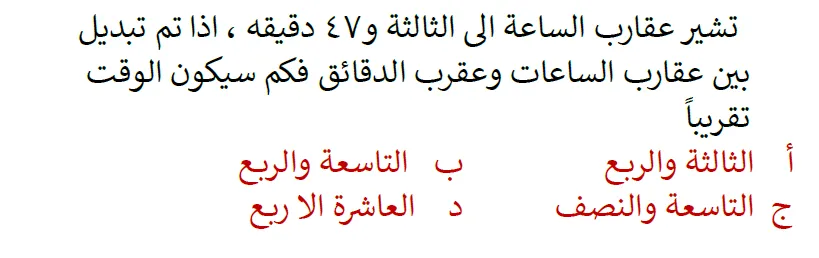 تشير عقارب الساعة الى الثالثة و٤٧ دقيقه ، اذا تم تبديل
بين عقارب الساعات وعقرب الدقائق فكم سيكون الوقت
تقريباً
أ الثالثة والربع ب التاسعة والربع
ج التاسعة والنصف د العاشرة الا ربع